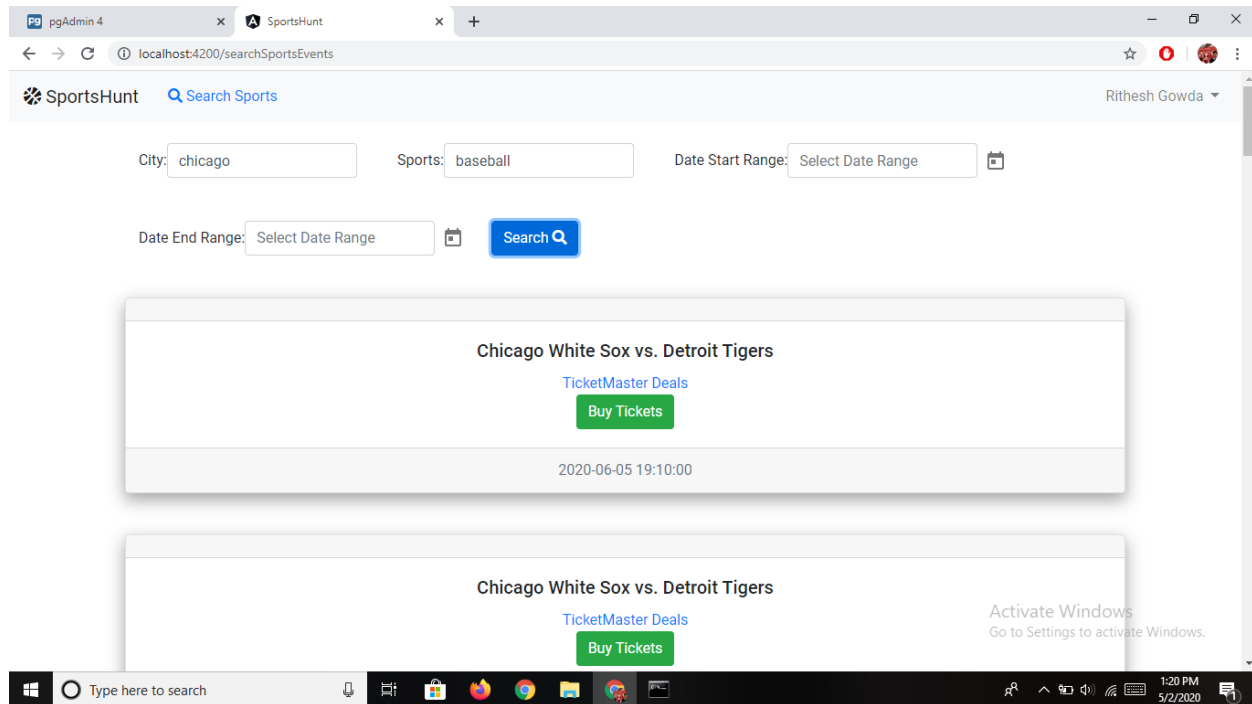 pgAdmin 4
SportsHunt
localhost:4200/searchSportsEvents
SportsHunt Search Sports Rithesh Gowda
City: chicago Sports: baseball Date Start Range: Select Date Range
Date End Range: Select Date Range Search
Chicago White Sox vs. Detroit Tigers
TicketMaster Deals
Buy Tickets
2020-06-05 19:10:00
Chicago White Sox vs. Detroit Tigers
TicketMaster Deals
Buy Tickets
Activate Windows
Go to Settings to activate Windows.
Type here to search
1:20 PM
5/2/2020